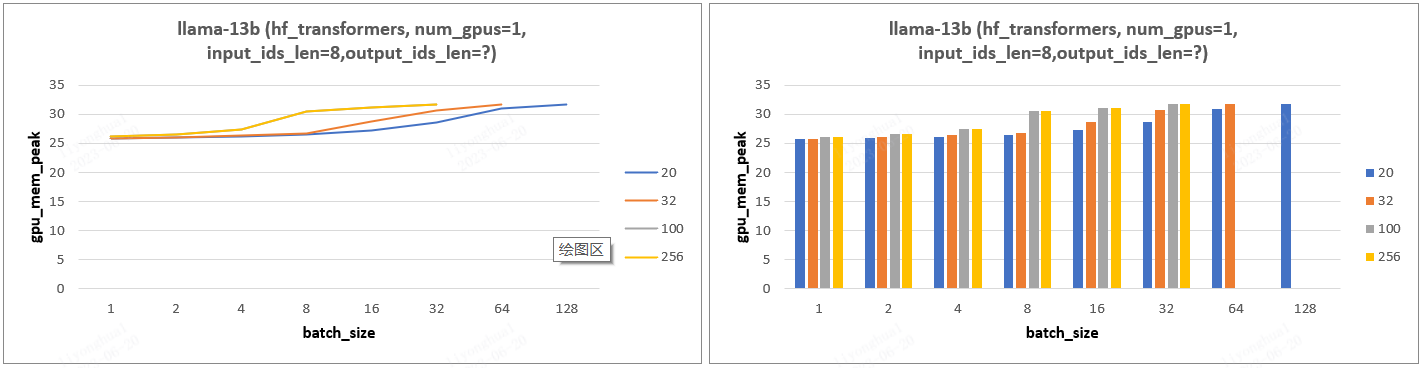 llama-13b (hf_transformers, num_gpus=1,
input_ids_len=8,output_ids_len=?)
35
30
25
20
15
10
5
0
gpu_mem_peak
1 2 4 8 16 32 64 128
batch_size
20
32
100
256
绘图区
llama-13b (hf_transformers, num_gpus=1,
input_ids_len=8,output_ids_len=?)
35
30
25
20
15
10
5
0
gpu_mem_peak
1 2 4 8 16 32 64 128
batch_size
20
32
100
256